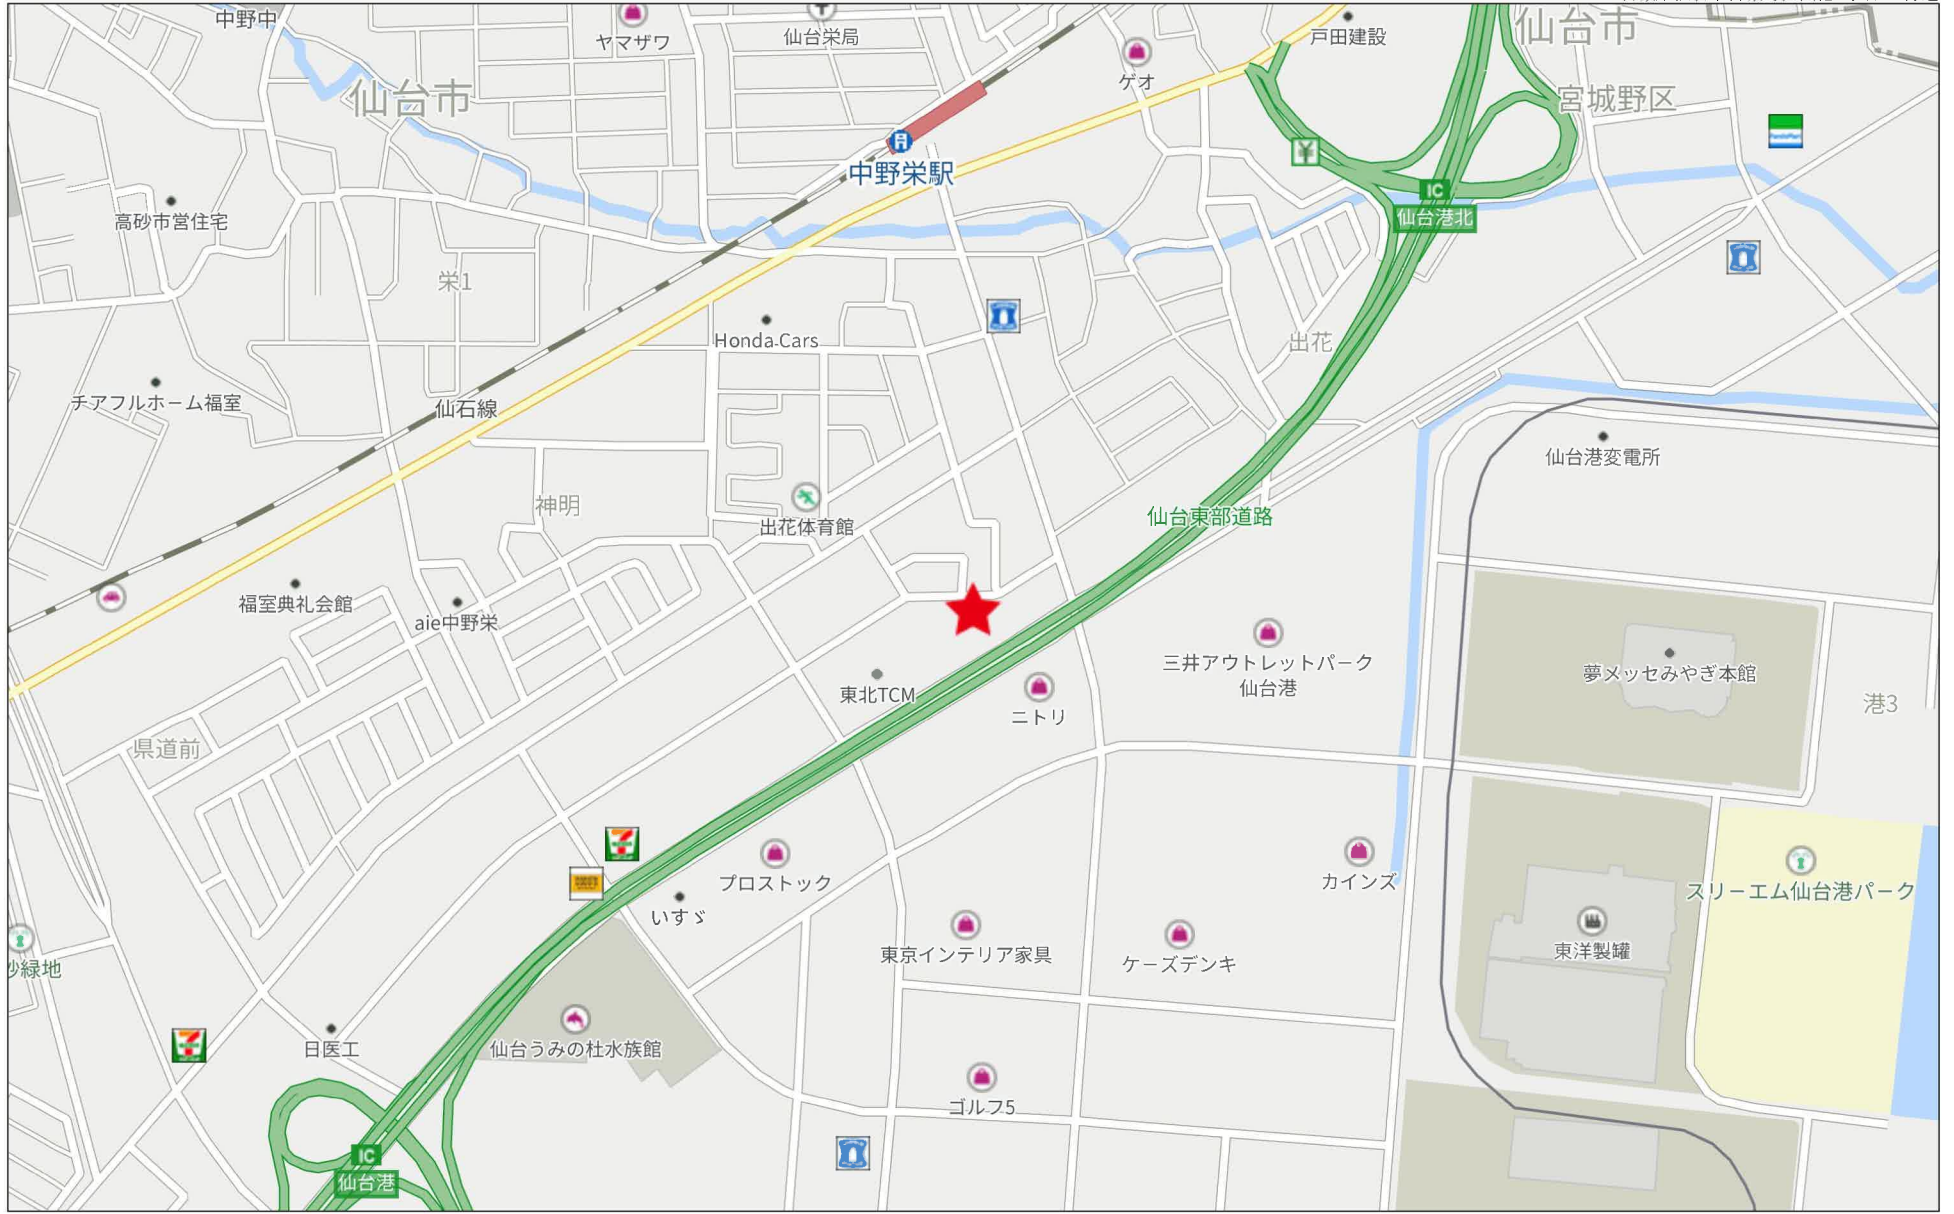 中野中
ヤマザワ
仙台栄局
ゲオ
戸田建設
仙台市
宮城野区
仙台市
中野栄駅
IC
仙台港北
高砂市営住宅
栄1
Honda Cars
出花
チアフルホーム福室
仙石線
仙台港変電所
神明
出花体育館
仙台東部道路
福室典礼会館
aie中野栄
三井アウトレットパーク
仙台港
夢メッセみやぎ本館
港3
東北TCM
ニトリ
県道前
プロストック
カインズ
スリーエム仙台港パーク
いすゞ
東京インテリア家具
ケーズデンキ
東洋製罐
砂緑地
日医工
仙台うみの杜水族館
ゴルフ5
IC
仙台港